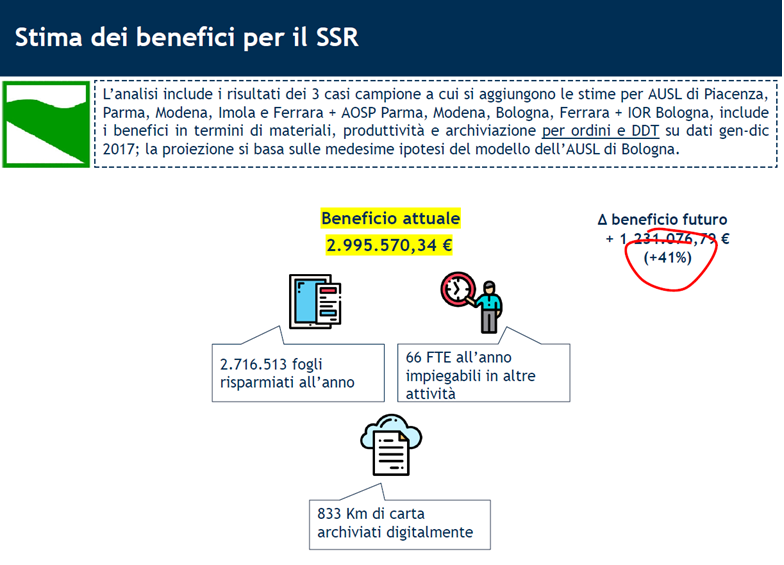 Stima dei benefici per il SSR
L'analisi include i risultati dei 3 casi campione a cui si aggiungono le stime per AUSL di Piacenza,
Parma, Modena, Imola e Ferrara + AOSP Parma, Modena, Bologna, Ferrara + IOR Bologna, include
i benefici in termini di materiali, produttività e archiviazione per ordini e DDT su dati gen-dic
2017; la proiezione si basa sulle medesime ipotesi del modello dell'AUSL di Bologna.
Beneficio attuale
2.995.570,34 €
Δ beneficio futuro
+ 1.231.076,79 €
(+41%)
2.716.513 fogli
risparmiati all'anno
66 FTE all'anno
impiegabili in altre
attività
833 Km di carta
archiviati digitalmente